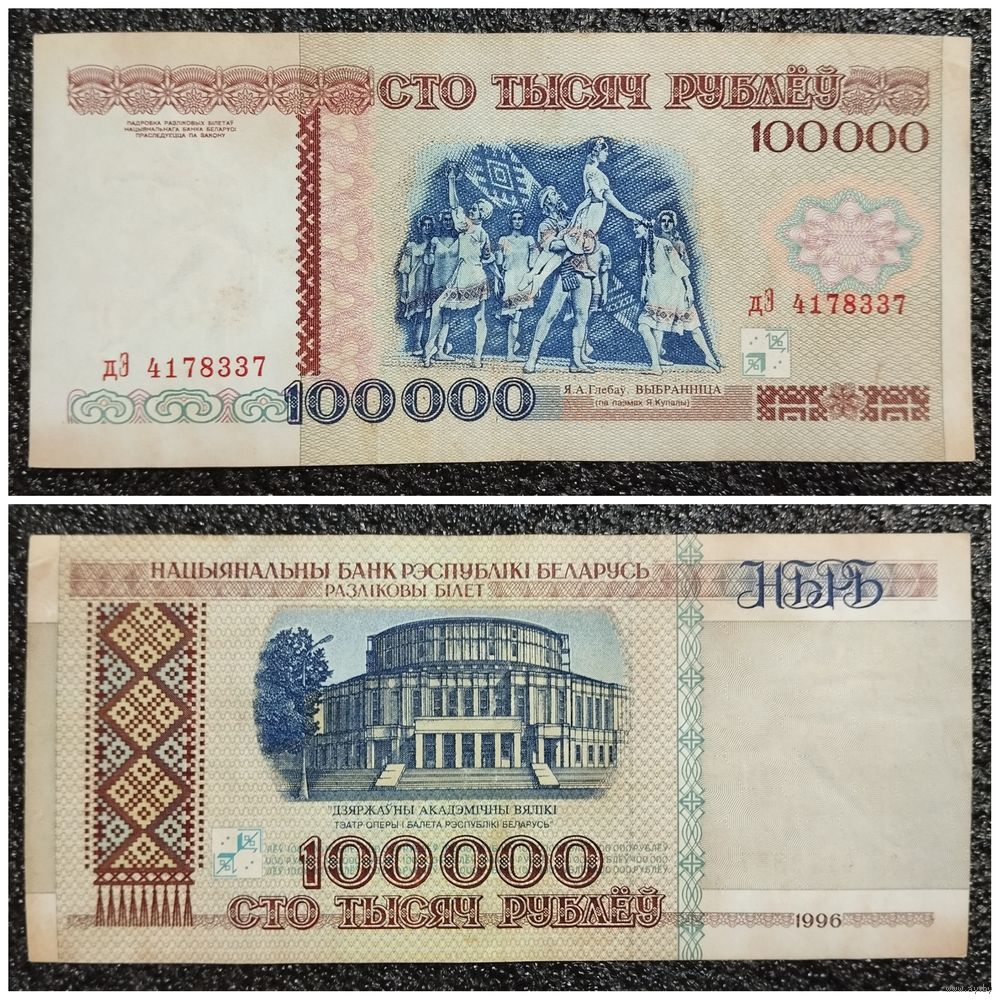 СТО ТЫСЯЧ РУБЛЁЎ
ПАДРОБКА РАЗЛІКОВЫХ БІЛЕТАЎ
НАЦЫЯНАЛЬНАГА БАНКА БЕЛАРУСІ
ПРАСЛЕДУЕЦЦА ПА ЗАКОНУ
100000
дЭ 4178337
дЭ 4178337
100000
Я.А.Глебаў. ВЫБРАННІЦА
(па паэмах Я.Купалы)
НАЦЫЯНАЛЬНЫ БАНК РЭСПУБЛІКІ БЕЛАРУСЬ
РАЗЛІКОВЫ БІЛЕТ
НБРБ
"ДЗЯРЖАЎНЫ АКАДЭМІЧНЫ ВЯЛІКІ
ТЭАТР ОПЕРЫ І БАЛЕТА РЭСПУБЛІКІ БЕЛАРУСЬ"
100000
СТО ТЫСЯЧ РУБЛЁЎ
1996